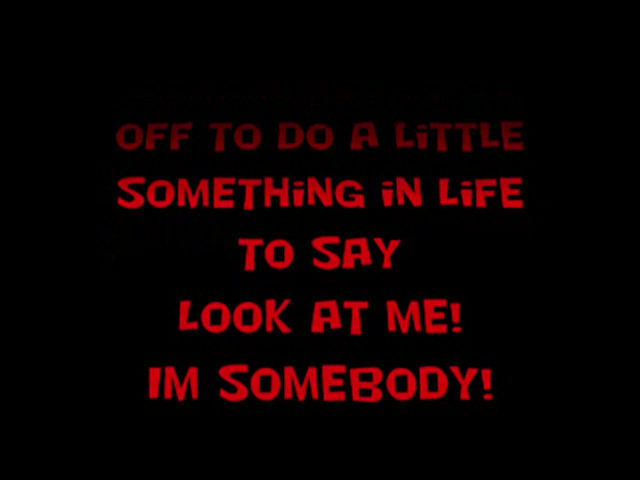 OFF TO DO A LiTTLE
SOMETHiNG iN LiFE
TO SAY
LOOK AT ME!
IM SOMEBODY!